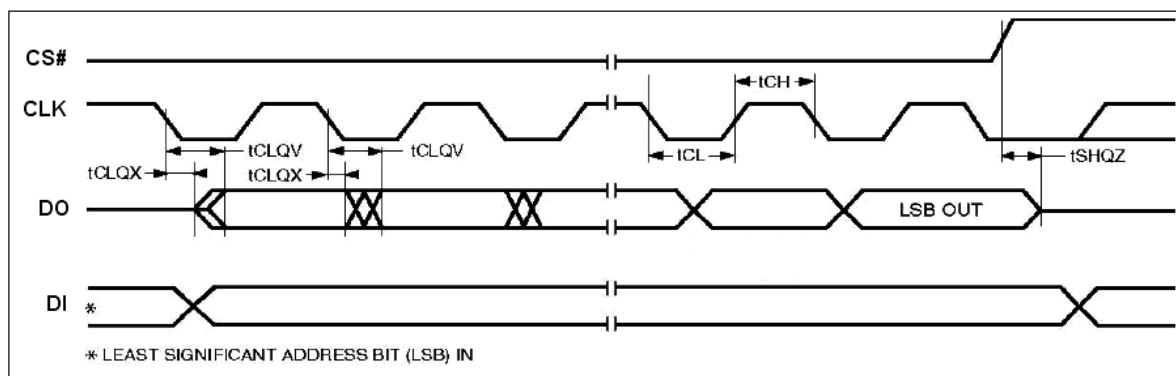 CS#
CLK
tCH
tCLQV
tCLQV
tCL
tSHQZ
tCLQX
tCLQX
DO
LSB OUT
DI
*
* LEAST SIGNIFICANT ADDRESS BIT (LSB) IN